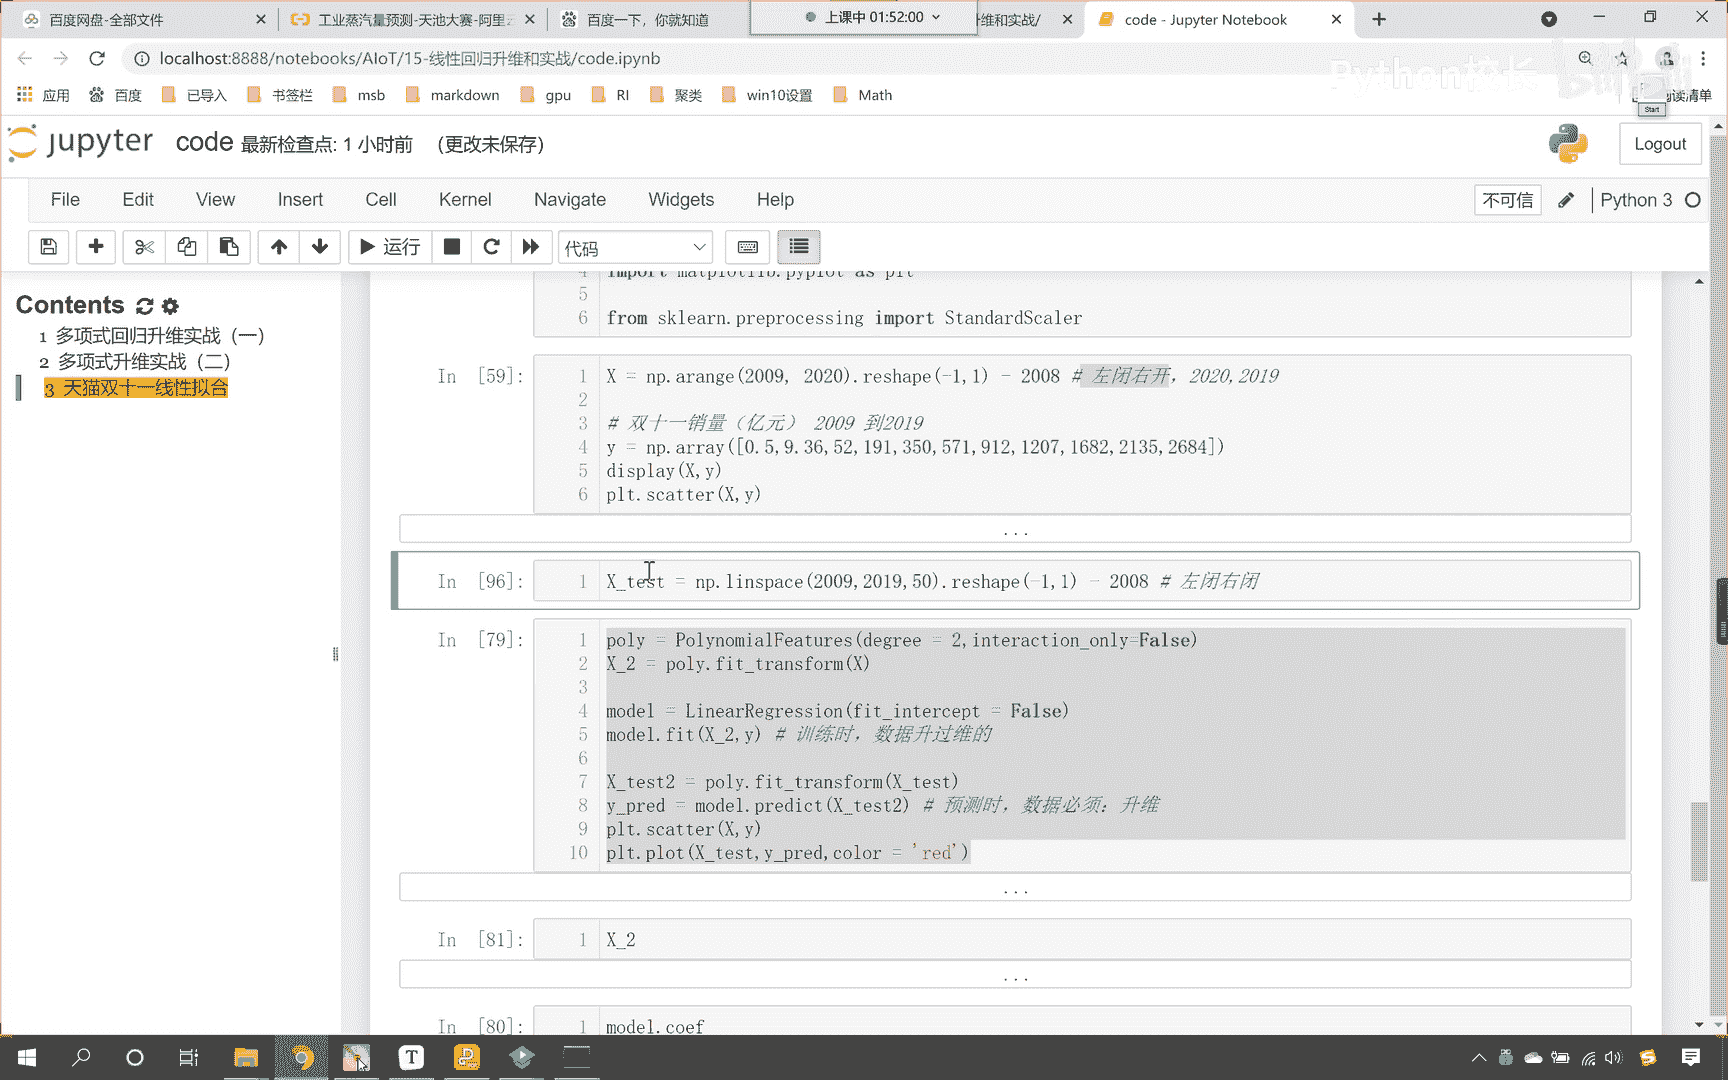 百度网盘-全部文件
工业蒸汽量预测-天池大赛-阿里云
百度一下，你就知道
上课中 01:52:00
升维和实战/
code - Jupyter Notebook
localhost:8888/notebooks/AIoT/15-线性回归升维和实战/code.ipynb
应用 百度 已导入 书签栏 msb markdown gpu RI 聚类 win10设置 Math 阅读清单
Start
jupyter code 最新检查点: 1 小时前 (更改未保存)
Logout
File Edit View Insert Cell Kernel Navigate Widgets Help
不可信 Python 3
运行 代码
Contents
1 多项式回归升维实战（一）
2 多项式升维实战（二）
3 天猫双十一线性拟合
4 import matplotlib.pyplot as plt
5
6 from sklearn.preprocessing import StandardScaler
In [59]:
1 X = np.arange(2009, 2020).reshape(-1,1) - 2008 # 左闭右开，2020,2019
2
3 # 双十一销量（亿元） 2009 到2019
4 y = np.array([0.5,9.36,52,191,350,571,912,1207,1682,2135,2684])
5 display(X,y)
6 plt.scatter(X,y)
...
In [96]:
1 X_test = np.linspace(2009,2019,50).reshape(-1,1) - 2008 # 左闭右闭
In [79]:
1 poly = PolynomialFeatures(degree = 2,interaction_only=False)
2 X_2 = poly.fit_transform(X)
3
4 model = LinearRegression(fit_intercept = False)
5 model.fit(X_2,y) # 训练时，数据升过维的
6
7 X_test2 = poly.fit_transform(X_test)
8 y_pred = model.predict(X_test2) # 预测时，数据必须：升维
9 plt.scatter(X,y)
10 plt.plot(X_test,y_pred,color = 'red')
...
In [81]:
1 X_2
...
In [80]:
1 model.coef